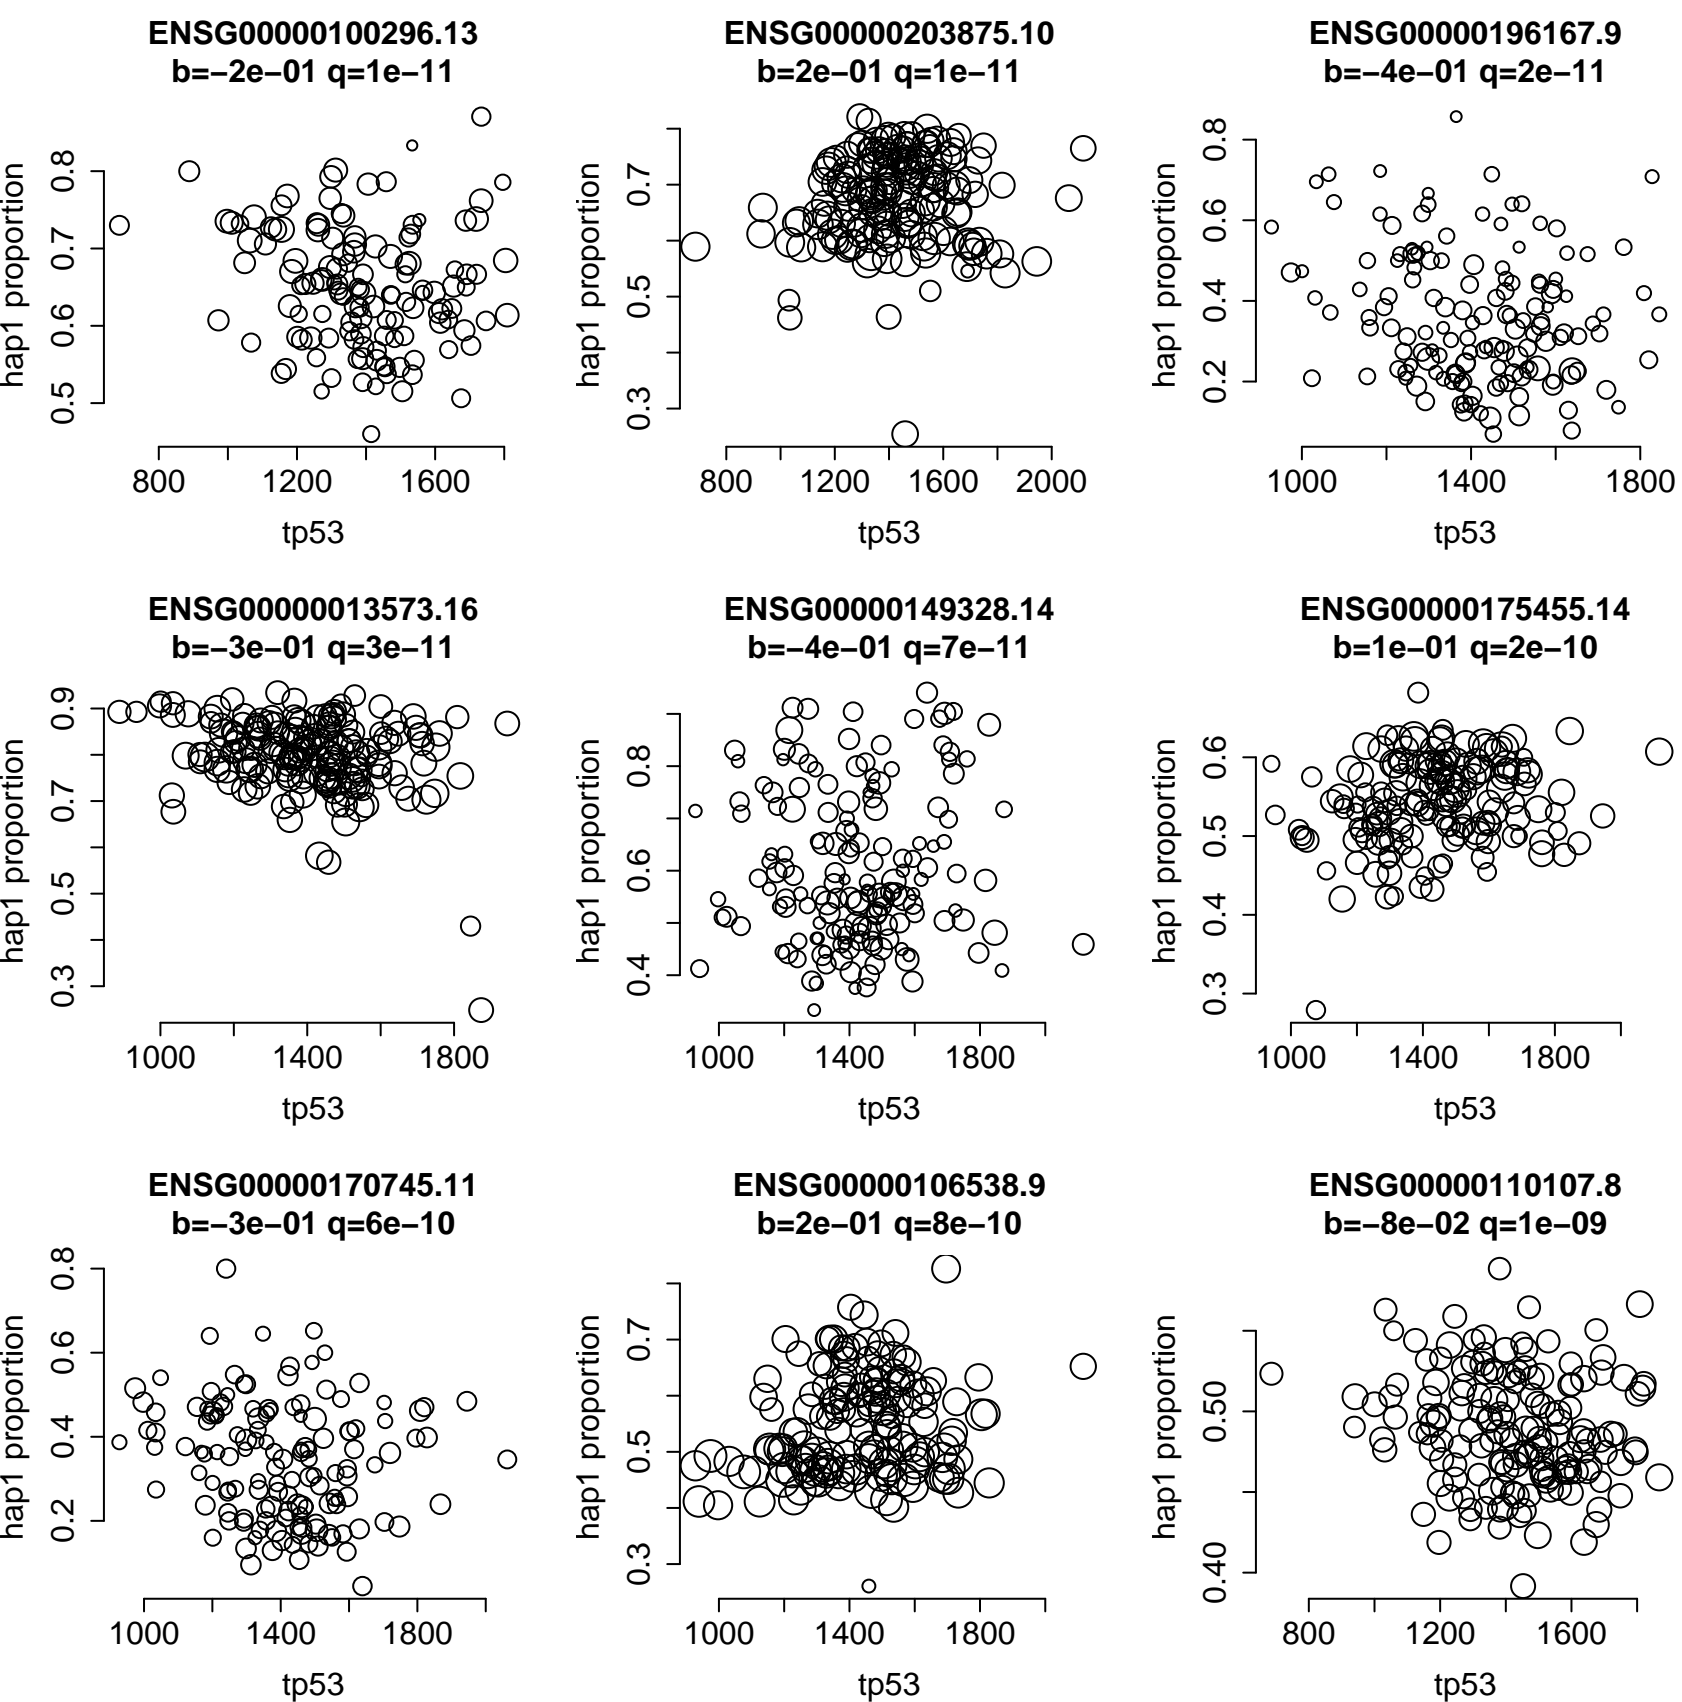 ENSG00000100296.13
b=−2e−01 q=1e−11
hap1 proportion
0.5 0.6 0.7 0.8
800 1200 1600
tp53
ENSG00000203875.10
b=2e−01 q=1e−11
hap1 proportion
0.3 0.5 0.7
800 1200 1600 2000
tp53
ENSG00000196167.9
b=−4e−01 q=2e−11
hap1 proportion
0.2 0.4 0.6 0.8
1000 1400 1800
tp53
ENSG00000013573.16
b=−3e−01 q=3e−11
hap1 proportion
0.3 0.5 0.7 0.9
1000 1400 1800
tp53
ENSG00000149328.14
b=−4e−01 q=7e−11
hap1 proportion
0.4 0.6 0.8
1000 1400 1800
tp53
ENSG00000175455.14
b=1e−01 q=2e−10
hap1 proportion
0.3 0.4 0.5 0.6
1000 1400 1800
tp53
ENSG00000170745.11
b=−3e−01 q=6e−10
hap1 proportion
0.2 0.4 0.6 0.8
1000 1400 1800
tp53
ENSG00000106538.9
b=2e−01 q=8e−10
hap1 proportion
0.3 0.5 0.7
1000 1400 1800
tp53
ENSG00000110107.8
b=−8e−02 q=1e−09
hap1 proportion
0.40 0.50
800 1200 1600
tp53